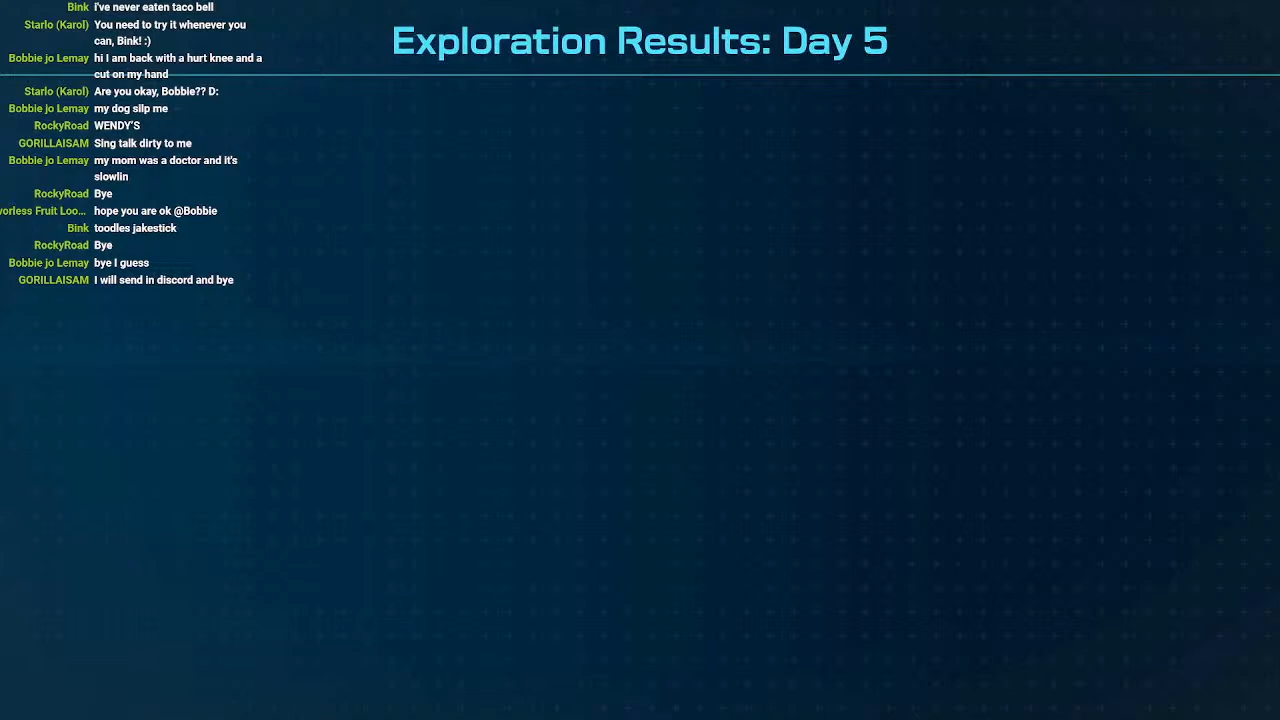 Exploration Results: Day 5
Bink I've never eaten taco bell
Starlo (Karol) You need to try it whenever you
can, Bink! :)
Bobbie jo Lemay hi I am back with a hurt knee and a
cut on my hand
Starlo (Karol) Are you okay, Bobbie?? D:
Bobbie jo Lemay my dog silp me
RockyRoad WENDY'S
GORILLAISAM Sing talk dirty to me
Bobbie jo Lemay my mom was a doctor and it's
slowlin
RockyRoad Bye
vorless Fruit Loo... hope you are ok @Bobbie
Bink toodles jakestick
RockyRoad Bye
Bobbie jo Lemay bye I guess
GORILLAISAM I will send in discord and bye